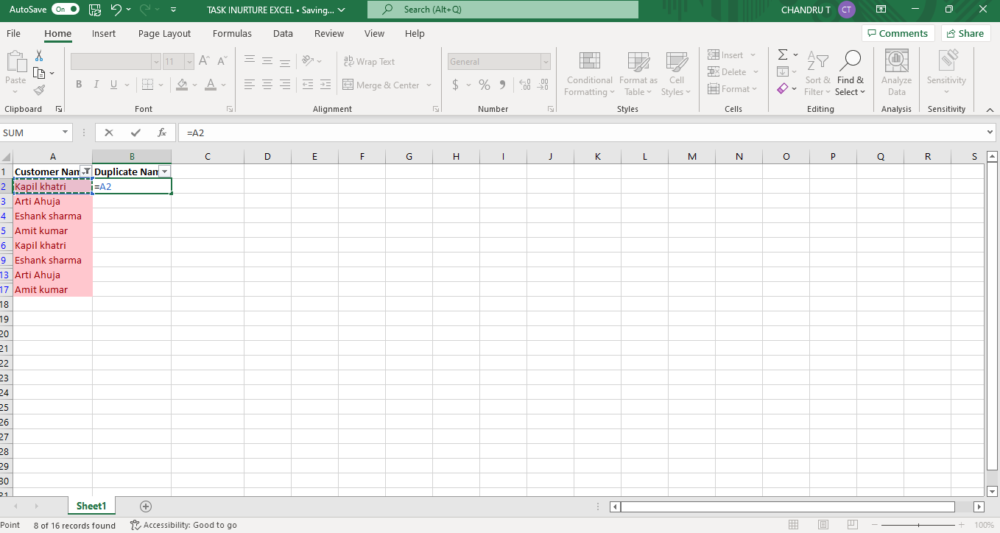 AutoSave On TASK INURTURE EXCEL • Saving... Search (Alt+Q) CHANDRU T CT
File Home Insert Page Layout Formulas Data Review View Help Comments Share
Paste
11
B I U A
Wrap Text
Merge & Center
General
$ %
Conditional Formatting
Format as Table
Cell Styles
Insert
Delete
Format
Sort & Filter
Find & Select
Analyze Data
Sensitivity
Clipboard Font Alignment Number Styles Cells Editing Analysis Sensitivity
SUM fx =A2
A B C D E F G H I J K L M N O P Q R S
1 Customer Nam Duplicate Nam
2 Kapil khatri =A2
3 Arti Ahuja
4 Eshank sharma
5 Amit kumar
6 Kapil khatri
9 Eshank sharma
13 Arti Ahuja
17 Amit kumar
18
19
20
21
22
23
24
25
26
27
28
29
30
31
Sheet1
Point 8 of 16 records found Accessibility: Good to go 100%